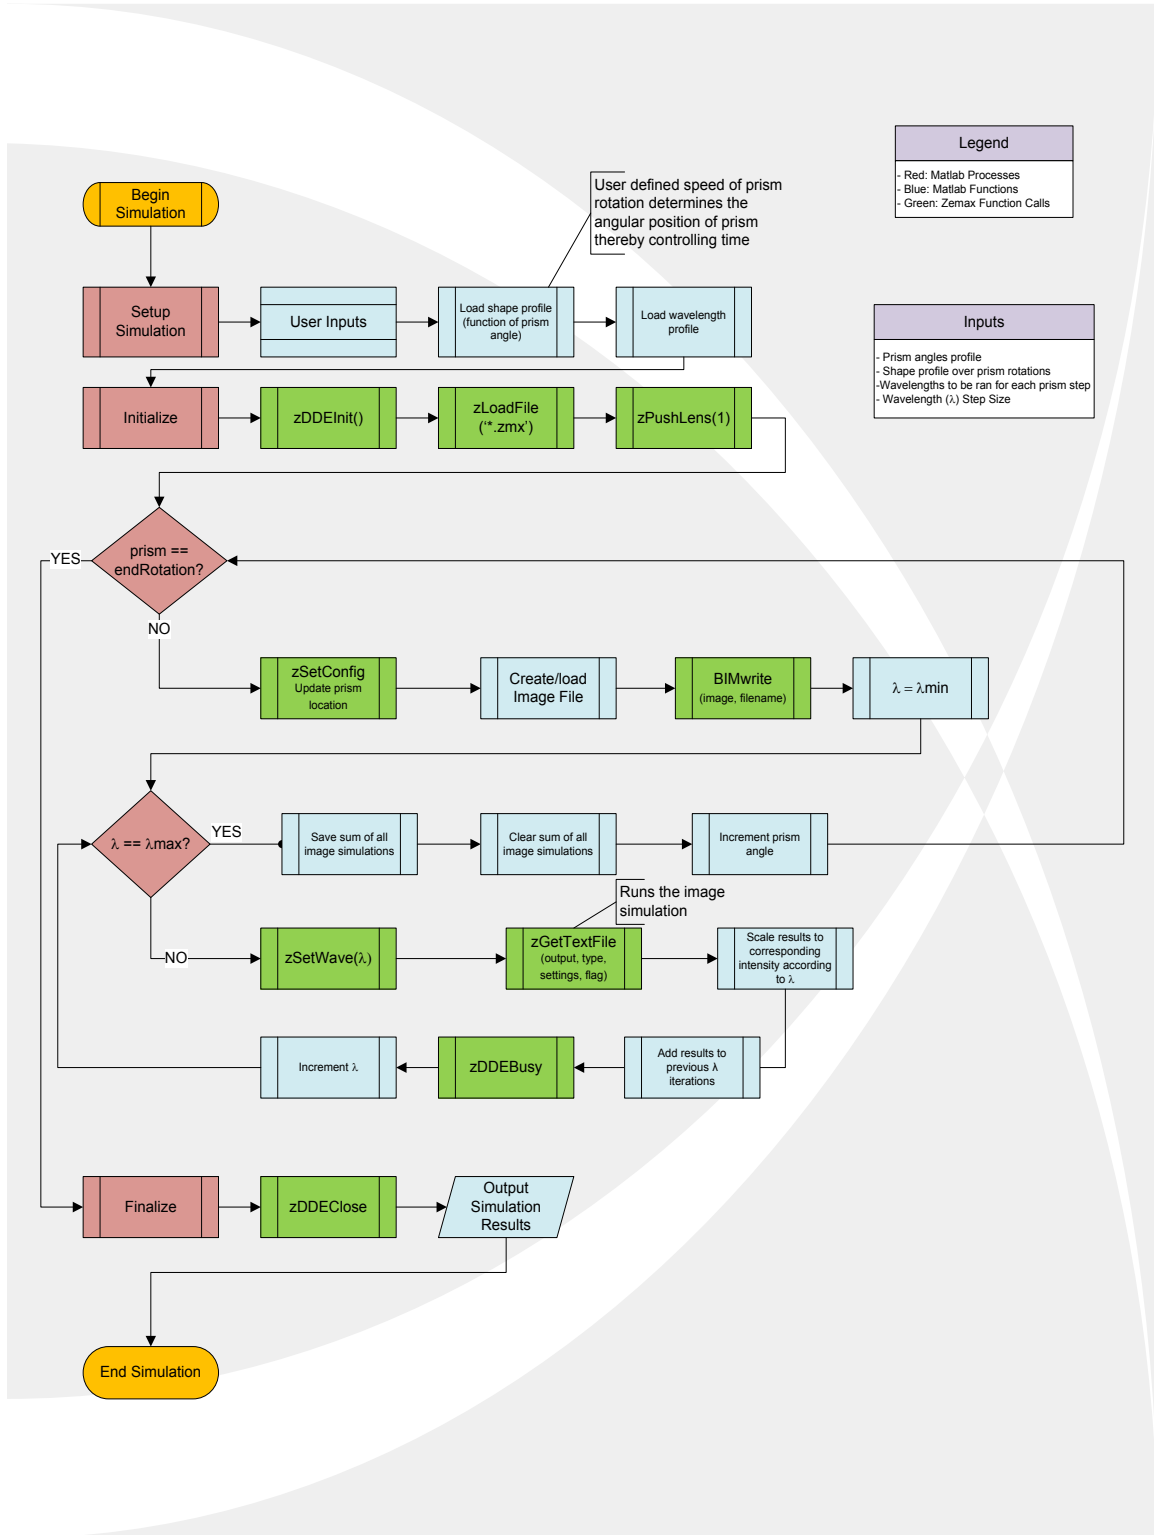 Legend
- Red: Matlab Processes
- Blue: Matlab Functions
- Green: Zemax Function Calls
Begin
Simulation
User defined speed of prism
rotation determines the
angular position of prism
thereby controlling time
Setup
Simulation
User Inputs
Load shape profile
(function of prism
angle)
Load wavelength
profile
Inputs
- Prism angles profile
- Shape profile over prism rotations
-Wavelengths to be ran for each prism step
- Wavelength (λ) Step Size
Initialize
zDDEInit()
zLoadFile
('*.zmx')
zPushLens(1)
prism ==
endRotation?
YES
NO
zSetConfig
Update prism
location
Create/load
Image File
BIMwrite
(image, filename)
λ = λmin
λ == λmax?
YES
Save sum of all
image simulations
Clear sum of all
image simulations
Increment prism
angle
Runs the image
simulation
NO
zSetWave(λ)
zGetTextFile
(output, type,
settings, flag)
Scale results to
corresponding
intensity according
to λ
Increment λ
zDDEBusy
Add results to
previous λ
iterations
Finalize
zDDEClose
Output
Simulation
Results
End Simulation